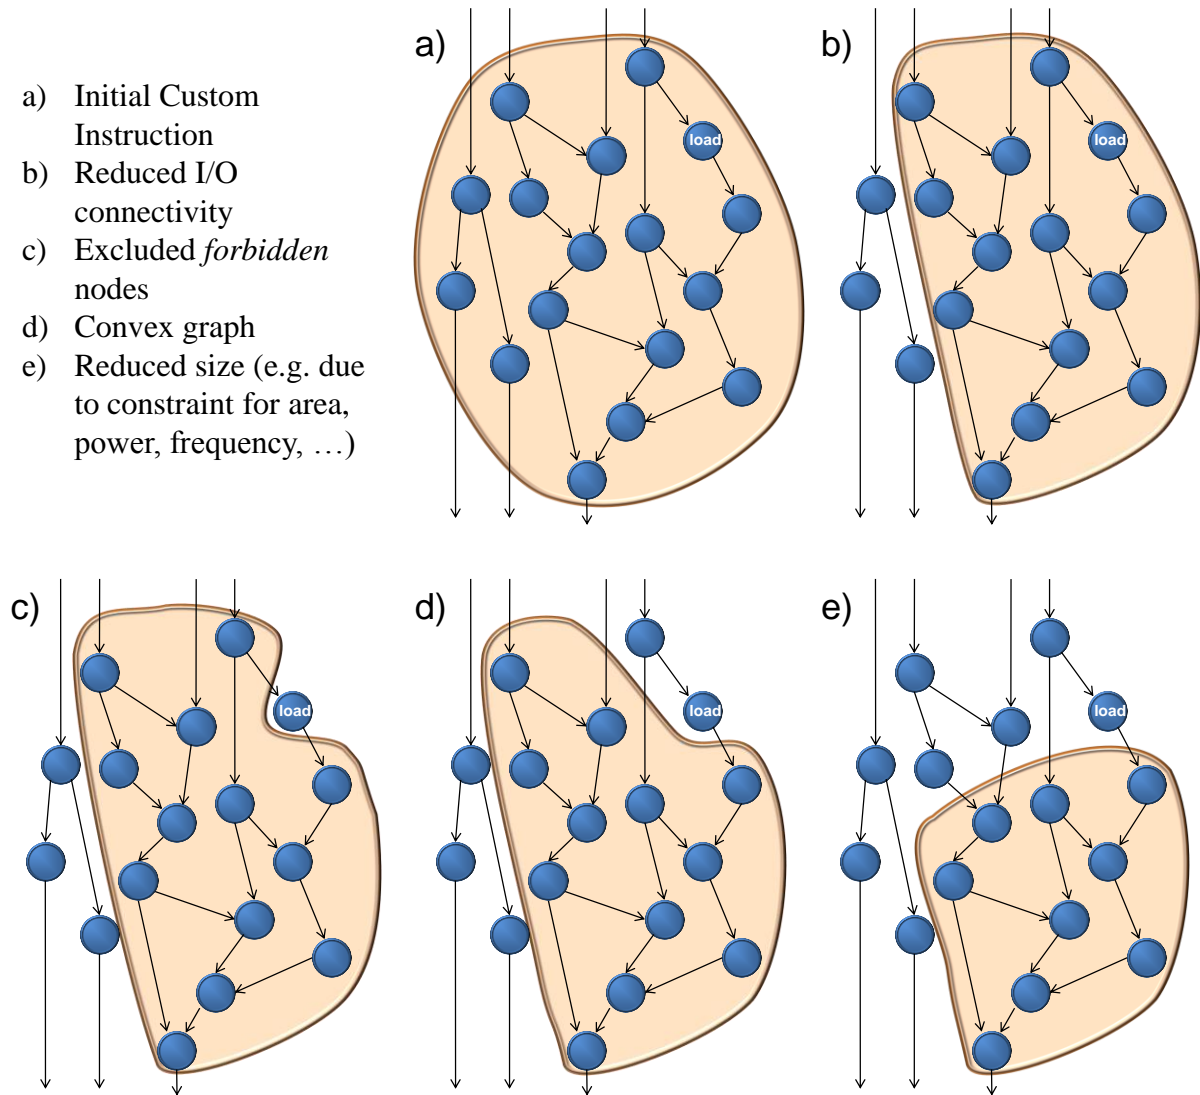 a) Initial Custom
Instruction
b) Reduced I/O
connectivity
c) Excluded forbidden
nodes
d) Convex graph
e) Reduced size (e.g. due
to constraint for area,
power, frequency, …)
a)
load
b)
load
c)
load
d)
load
e)
load